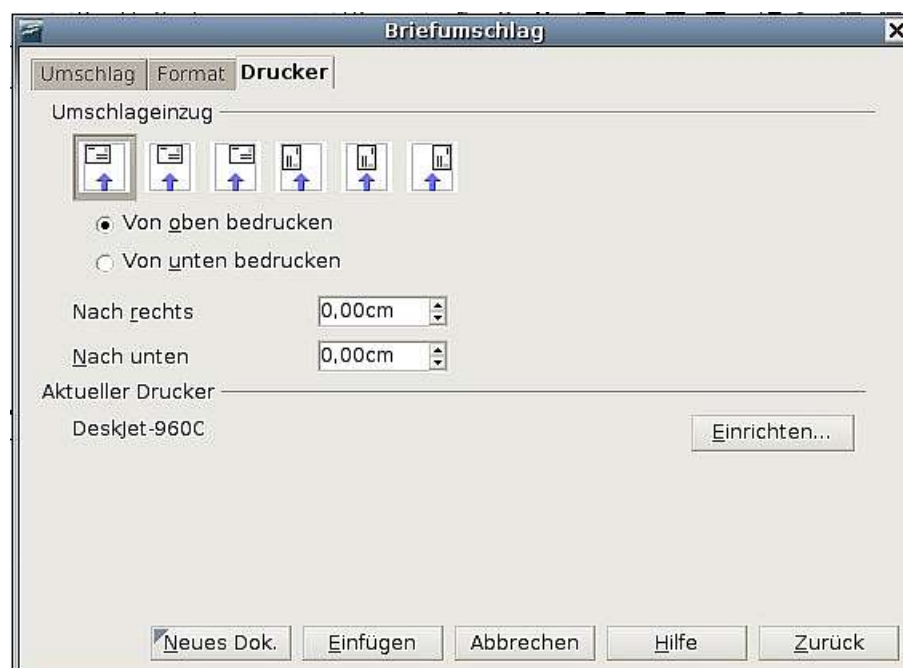 Briefumschlag
Umschlag Format Drucker
Umschlageinzug
Von oben bedrucken
Von unten bedrucken
Nach rechts 0,00cm
Nach unten 0,00cm
Aktueller Drucker
DeskJet-960C Einrichten...
Neues Dok. Einfügen Abbrechen Hilfe Zurück